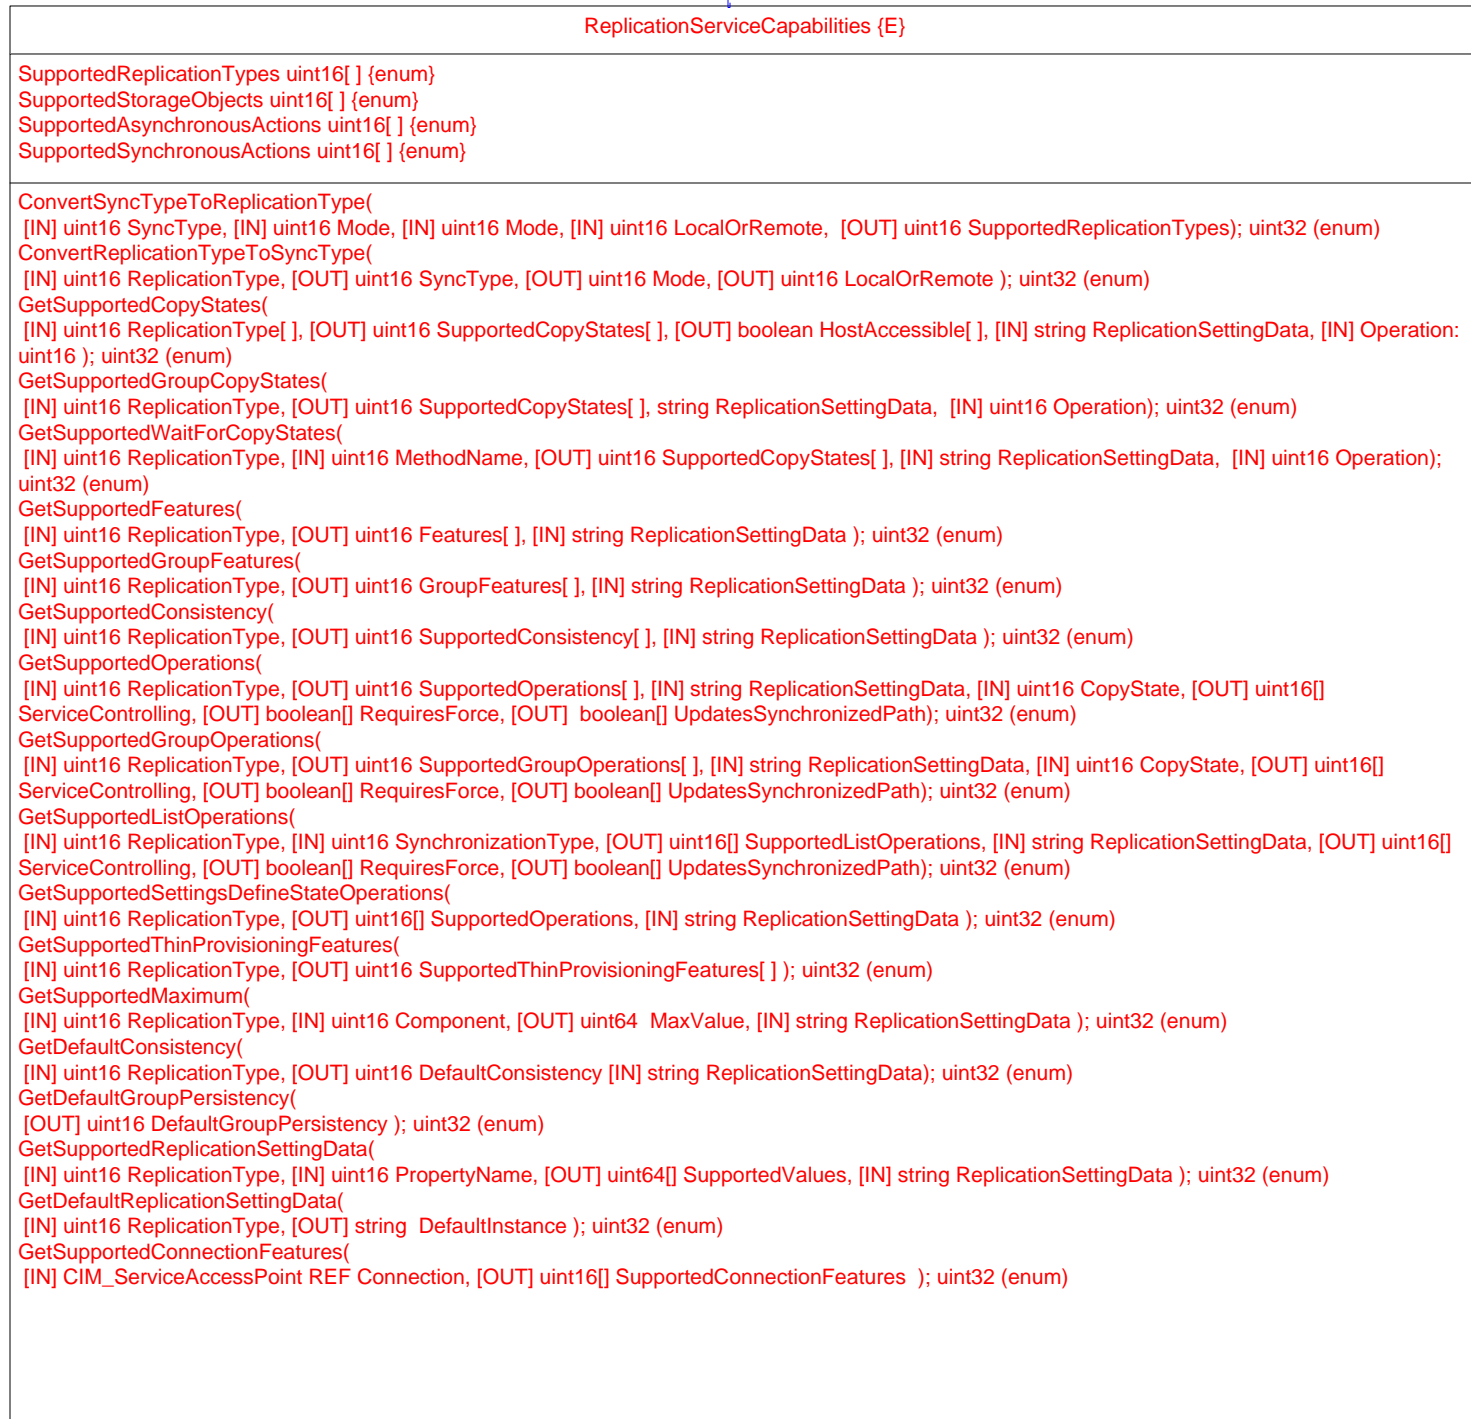 ReplicationServiceCapabilities {E}
SupportedReplicationTypes uint16[ ] {enum}
SupportedStorageObjects uint16[ ] {enum}
SupportedAsynchronousActions uint16[ ] {enum}
SupportedSynchronousActions uint16[ ] {enum}
ConvertSyncTypeToReplicationType(
[IN] uint16 SyncType, [IN] uint16 Mode, [IN] uint16 Mode, [IN] uint16 LocalOrRemote,  [OUT] uint16 SupportedReplicationTypes); uint32 (enum)
ConvertReplicationTypeToSyncType(
[IN] uint16 ReplicationType, [OUT] uint16 SyncType, [OUT] uint16 Mode, [OUT] uint16 LocalOrRemote ); uint32 (enum)
GetSupportedCopyStates(
[IN] uint16 ReplicationType[ ], [OUT] uint16 SupportedCopyStates[ ], [OUT] boolean HostAccessible[ ], [IN] string ReplicationSettingData, [IN] Operation:
uint16 ); uint32 (enum)
GetSupportedGroupCopyStates(
[IN] uint16 ReplicationType, [OUT] uint16 SupportedCopyStates[ ], string ReplicationSettingData,  [IN] uint16 Operation); uint32 (enum)
GetSupportedWaitForCopyStates(
[IN] uint16 ReplicationType, [IN] uint16 MethodName, [OUT] uint16 SupportedCopyStates[ ], [IN] string ReplicationSettingData,  [IN] uint16 Operation);
uint32 (enum)
GetSupportedFeatures(
[IN] uint16 ReplicationType, [OUT] uint16 Features[ ], [IN] string ReplicationSettingData ); uint32 (enum)
GetSupportedGroupFeatures(
[IN] uint16 ReplicationType, [OUT] uint16 GroupFeatures[ ], [IN] string ReplicationSettingData ); uint32 (enum)
GetSupportedConsistency(
[IN] uint16 ReplicationType, [OUT] uint16 SupportedConsistency[ ], [IN] string ReplicationSettingData ); uint32 (enum)
GetSupportedOperations(
[IN] uint16 ReplicationType, [OUT] uint16 SupportedOperations[ ], [IN] string ReplicationSettingData, [IN] uint16 CopyState, [OUT] uint16[]
ServiceControlling, [OUT] boolean[] RequiresForce, [OUT]  boolean[] UpdatesSynchronizedPath); uint32 (enum)
GetSupportedGroupOperations(
[IN] uint16 ReplicationType, [OUT] uint16 SupportedGroupOperations[ ], [IN] string ReplicationSettingData, [IN] uint16 CopyState, [OUT] uint16[]
ServiceControlling, [OUT] boolean[] RequiresForce, [OUT] boolean[] UpdatesSynchronizedPath); uint32 (enum)
GetSupportedListOperations(
[IN] uint16 ReplicationType, [IN] uint16 SynchronizationType, [OUT] uint16[] SupportedListOperations, [IN] string ReplicationSettingData, [OUT] uint16[]
ServiceControlling, [OUT] boolean[] RequiresForce, [OUT] boolean[] UpdatesSynchronizedPath); uint32 (enum)
GetSupportedSettingsDefineStateOperations(
[IN] uint16 ReplicationType, [OUT] uint16[] SupportedOperations, [IN] string ReplicationSettingData ); uint32 (enum)
GetSupportedThinProvisioningFeatures(
[IN] uint16 ReplicationType, [OUT] uint16 SupportedThinProvisioningFeatures[ ] ); uint32 (enum)
GetSupportedMaximum(
[IN] uint16 ReplicationType, [IN] uint16 Component, [OUT] uint64  MaxValue, [IN] string ReplicationSettingData ); uint32 (enum)
GetDefaultConsistency(
[IN] uint16 ReplicationType, [OUT] uint16 DefaultConsistency [IN] string ReplicationSettingData); uint32 (enum)
GetDefaultGroupPersistency(
[OUT] uint16 DefaultGroupPersistency ); uint32 (enum)
GetSupportedReplicationSettingData(
[IN] uint16 ReplicationType, [IN] uint16 PropertyName, [OUT] uint64[] SupportedValues, [IN] string ReplicationSettingData ); uint32 (enum)
GetDefaultReplicationSettingData(
[IN] uint16 ReplicationType, [OUT] string  DefaultInstance ); uint32 (enum)
GetSupportedConnectionFeatures(
[IN] CIM_ServiceAccessPoint REF Connection, [OUT] uint16[] SupportedConnectionFeatures  ); uint32 (enum)